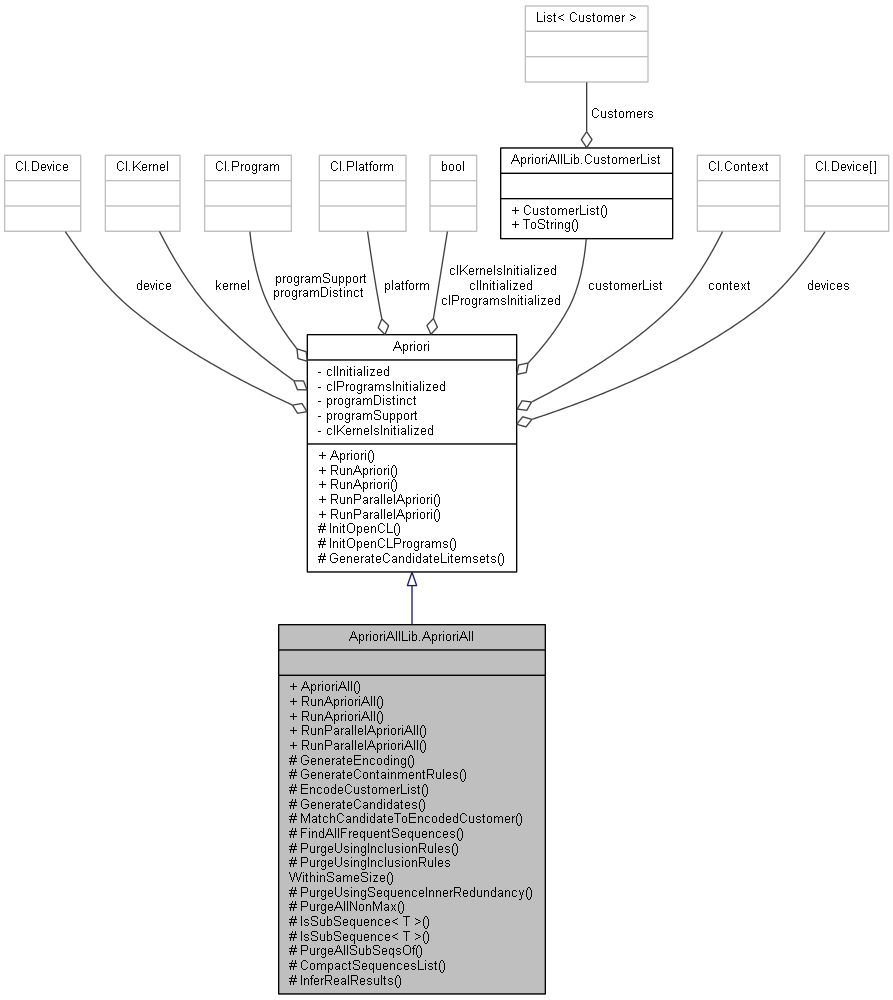 List< Customer >
Customers
Cl.Device
Cl.Kernel
Cl.Program
Cl.Platform
bool
AprioriAllLib.CustomerList
+ CustomerList()
+ ToString()
Cl.Context
Cl.Device[]
device
kernel
programSupport
programDistinct
platform
clKernelsInitialized
clInitialized
clProgramsInitialized
customerList
context
devices
Apriori
- clInitialized
- clProgramsInitialized
- programDistinct
- programSupport
- clKernelsInitialized
+ Apriori()
+ RunApriori()
+ RunApriori()
+ RunParallelApriori()
+ RunParallelApriori()
# InitOpenCL()
# InitOpenCLPrograms()
# GenerateCandidateLitemsets()
AprioriAllLib.AprioriAll
+ AprioriAll()
+ RunAprioriAll()
+ RunAprioriAll()
+ RunParallelAprioriAll()
+ RunParallelAprioriAll()
# GenerateEncoding()
# GenerateContainmentRules()
# EncodeCustomerList()
# GenerateCandidates()
# MatchCandidateToEncodedCustomer()
# FindAllFrequentSequences()
# PurgeUsingInclusionRules()
# PurgeUsingInclusionRules
WithinSameSize()
# PurgeUsingSequenceInnerRedundancy()
# PurgeAllNonMax()
# IsSubSequence< T >()
# IsSubSequence< T >()
# PurgeAllSubSeqsOf()
# CompactSequencesList()
# InferRealResults()